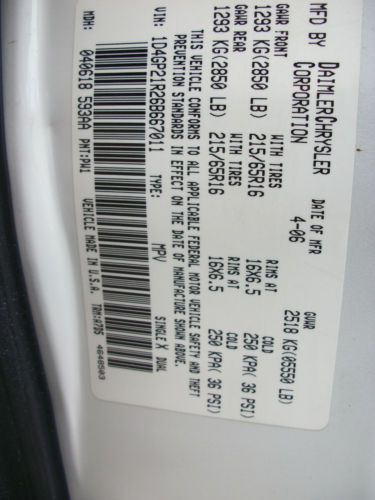 MFD BY DAIMLERCHRYSLER CORPORATION DATE OF MFR 4-06 GVWR 2518 KG(05550 LB)
GAWR FRONT WITH TIRES RIMS AT COLD
1293 KG(2850 LB) 215/65R16 16X6.5 250 KPA( 36 PSI)
GAWR REAR WITH TIRES RIMS AT COLD
1293 KG(2850 LB) 215/65R16 16X6.5 250 KPA( 36 PSI)
THIS VEHICLE CONFORMS TO ALL APPLICABLE FEDERAL MOTOR VEHICLE SAFETY AND THEFT
PREVENTION STANDARDS IN EFFECT ON THE DATE OF MANUFACTURE SHOWN ABOVE.
VIN: 1D4GP21R26B667011 TYPE: MPV SINGLE X DUAL
040618 593AA PNT:PW1 VEHICLE MADE IN U.S.A. TRM:A7D5 4648503